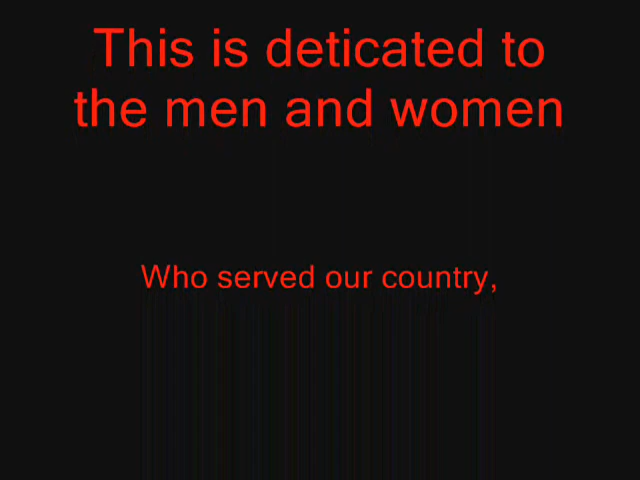 This is deticated to
the men and women
Who served our country,